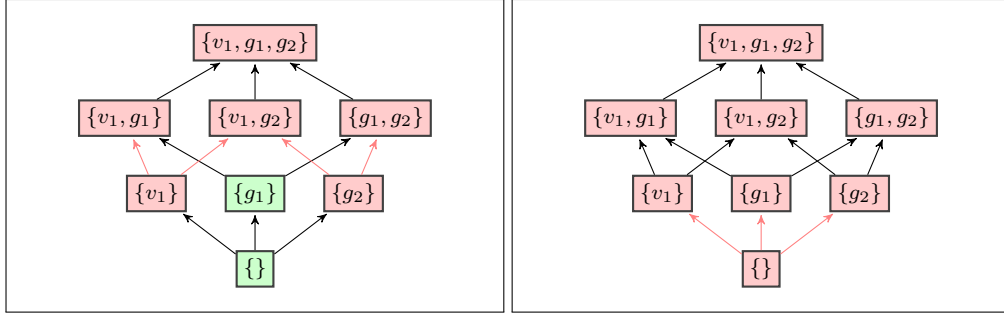 {v₁, g₁, g₂}
{v₁, g₁} {v₁, g₂} {g₁, g₂}
{v₁} {g₁} {g₂}
{}
{v₁, g₁, g₂}
{v₁, g₁} {v₁, g₂} {g₁, g₂}
{v₁} {g₁} {g₂}
{}